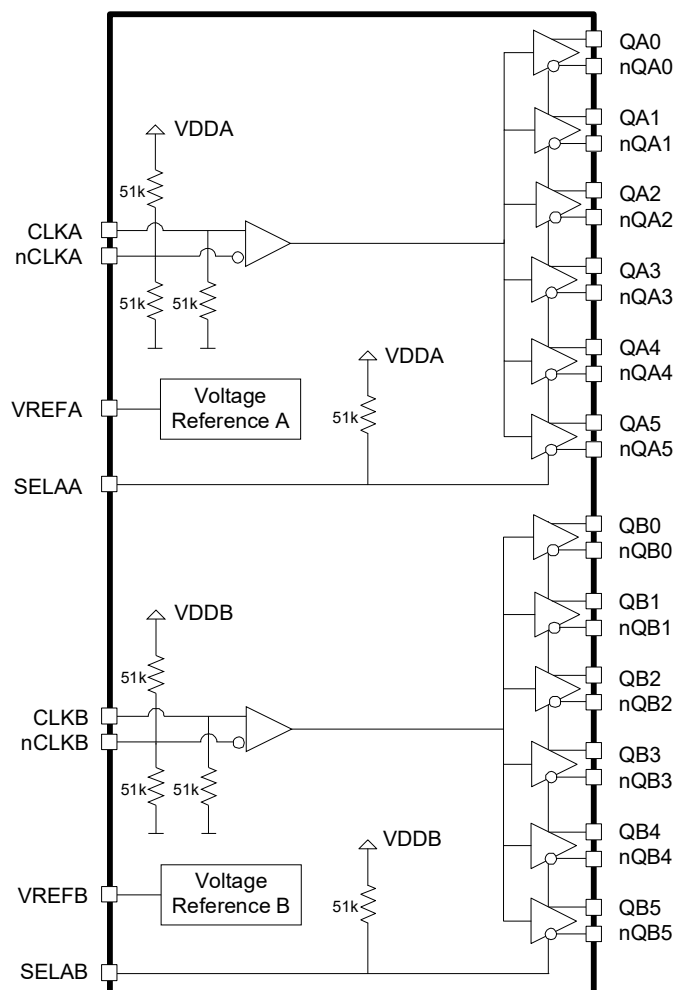 QA0
nQA0
QA1
nQA1
VDDA
51k
QA2
nQA2
CLKA
nCLKA
QA3
nQA3
51k
51k
QA4
nQA4
VDDA
VREFA
Voltage
Reference A
51k
QA5
nQA5
SELAA
QB0
nQB0
QB1
nQB1
VDDB
51k
QB2
nQB2
CLKB
nCLKB
QB3
nQB3
51k
51k
QB4
nQB4
VDDB
VREFB
Voltage
Reference B
51k
QB5
nQB5
SELAB